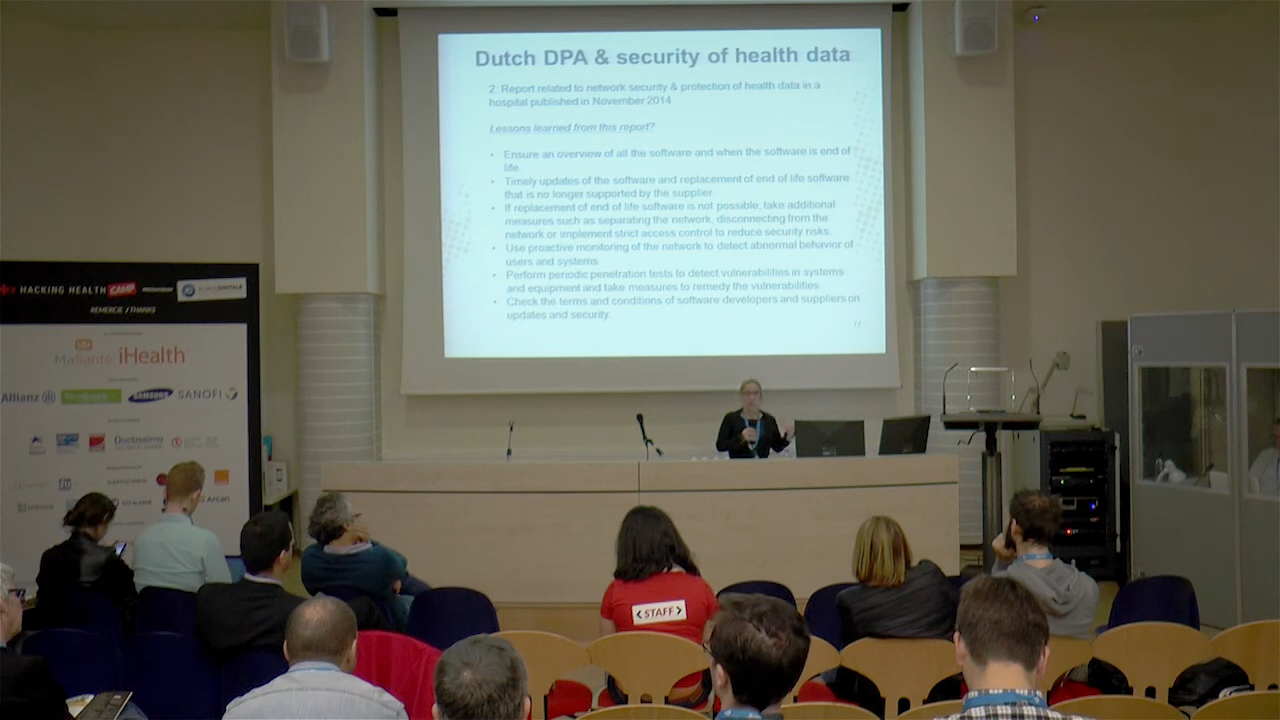 Dutch DPA & security of health data
2. Report related to network security & protection of health data in a
hospital published in November 2014
Lessons learned from this report?
• Ensure an overview of all the software and when the software is end of
life.
• Timely updates of the software and replacement of end of life software
that is no longer supported by the supplier
• If replacement of end of life software is not possible, take additional
measures such as separating the network, disconnecting from the
network or implement strict access control to reduce security risks.
• Use proactive monitoring of the network to detect abnormal behavior of
users and systems.
• Perform periodic penetration tests to detect vulnerabilities in systems
and equipment and take measures to remedy the vulnerabilities.
• Check the terms and conditions of software developers and suppliers on
updates and security.
17
HACKING HEALTH CAMP
REMERCIE / THANKS
MaSanté iHealth
Allianz
SAMSUNG
SANOFI
Ductissimo
Arcan
<STAFF>